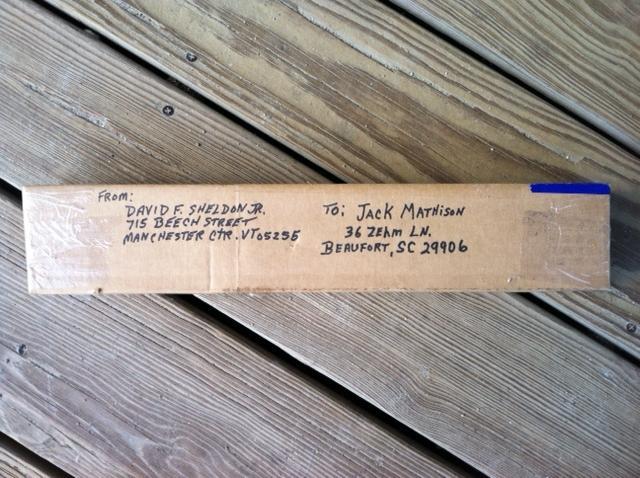 FROM:
DAVID F. SHELDON JR.
715 BEECH STREET
MANCHESTER CTR. VT 05255
TO: JACK MATHISON
36 ZEhm LN.
BEAUFORT, SC 29906